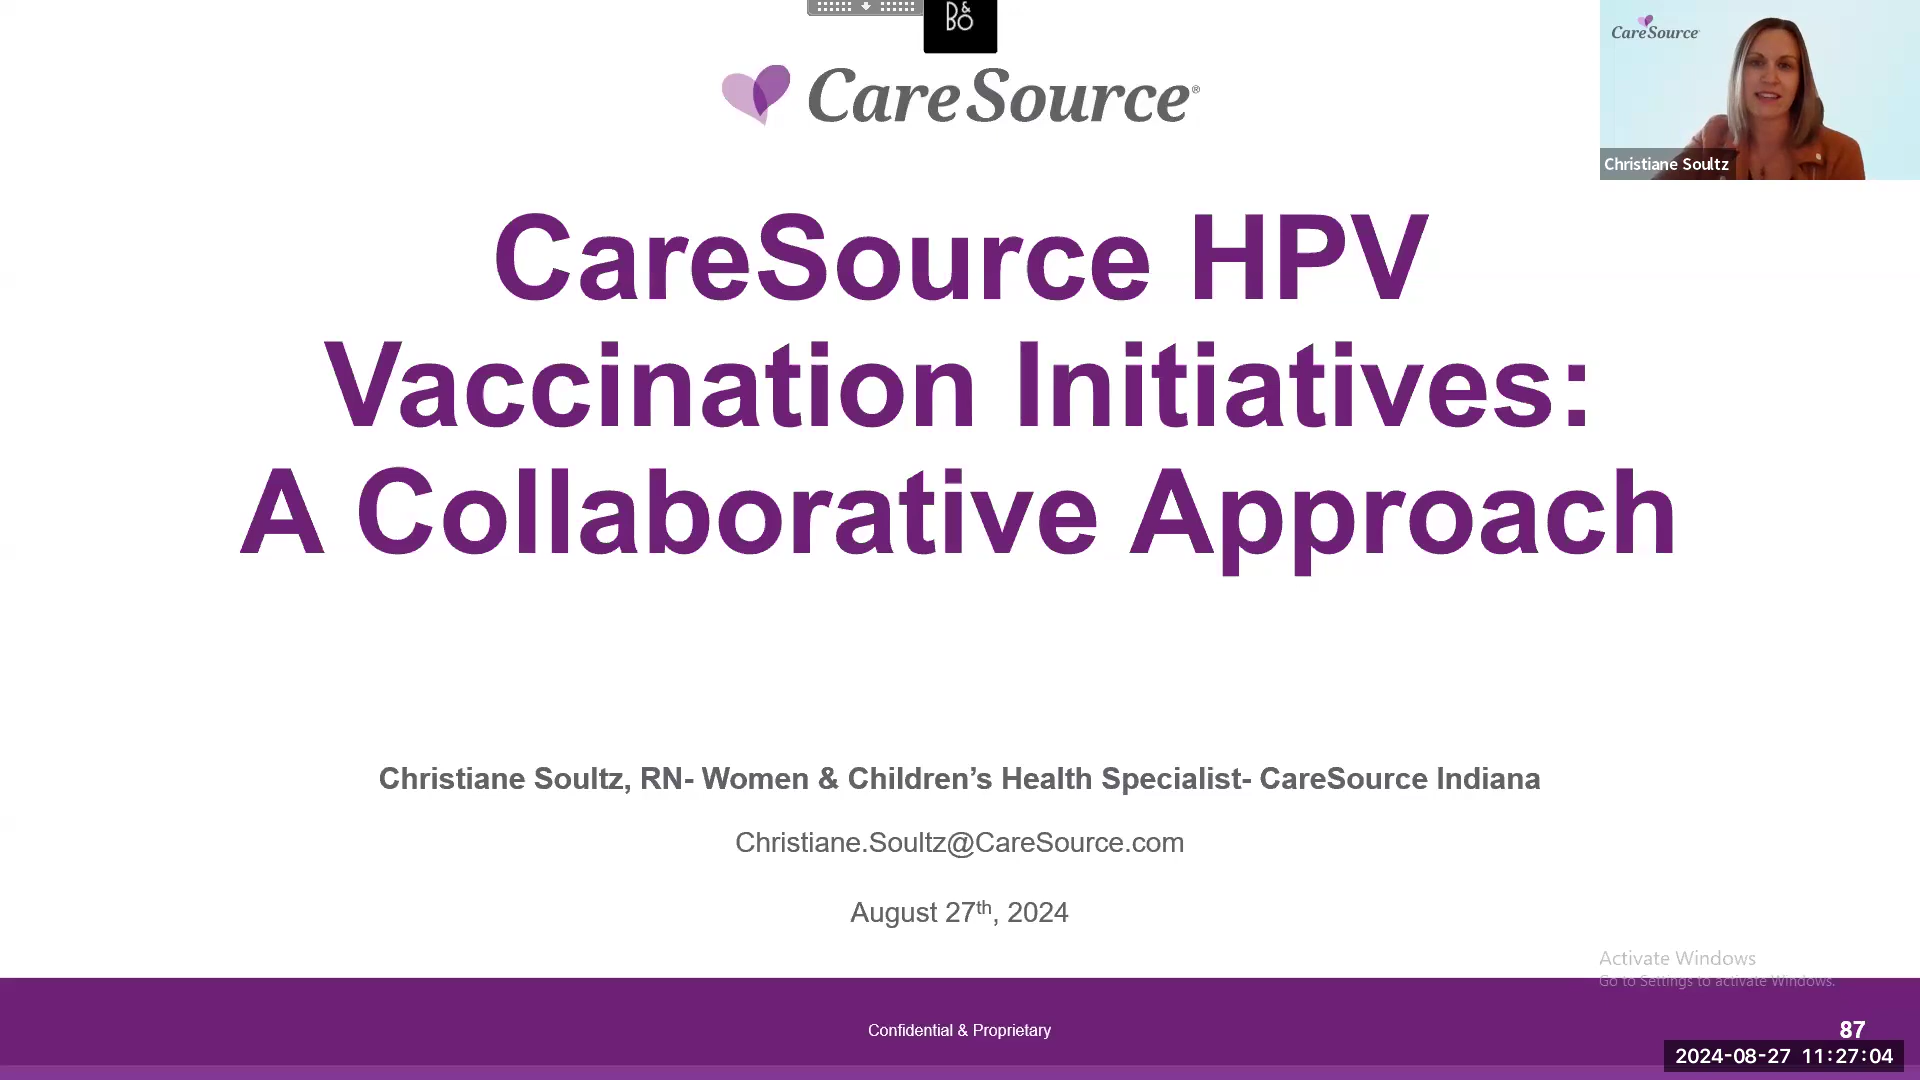 B&O
CareSource®
CareSource
Christiane Soultz
CareSource HPV
Vaccination Initiatives:
A Collaborative Approach
Christiane Soultz, RN- Women & Children’s Health Specialist- CareSource Indiana
Christiane.Soultz@CareSource.com
August 27th, 2024
Activate Windows
Go to Settings to activate Windows.
Confidential & Proprietary
87
2024-08-27 11:27:04